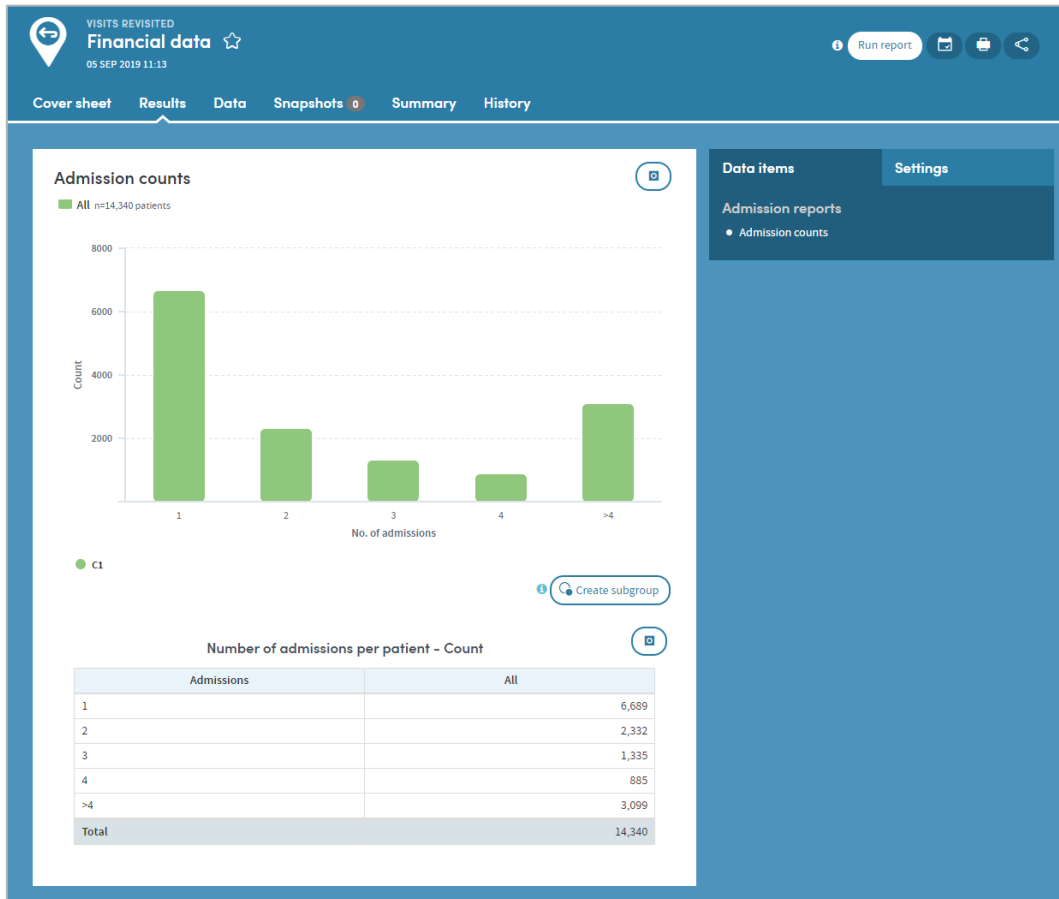 VISITS REVISITED
Financial data
05 SEP 2019 11:13
Run report
Cover sheet Results Data Snapshots 0 Summary History
Admission counts
All n=14,340 patients
8000
6000
4000
2000
Count
1 2 3 4 >4
No. of admissions
C1
Create subgroup
Number of admissions per patient - Count
Admissions All
1 6,689
2 2,332
3 1,335
4 885
>4 3,099
Total 14,340
Data items Settings
Admission reports
Admission counts